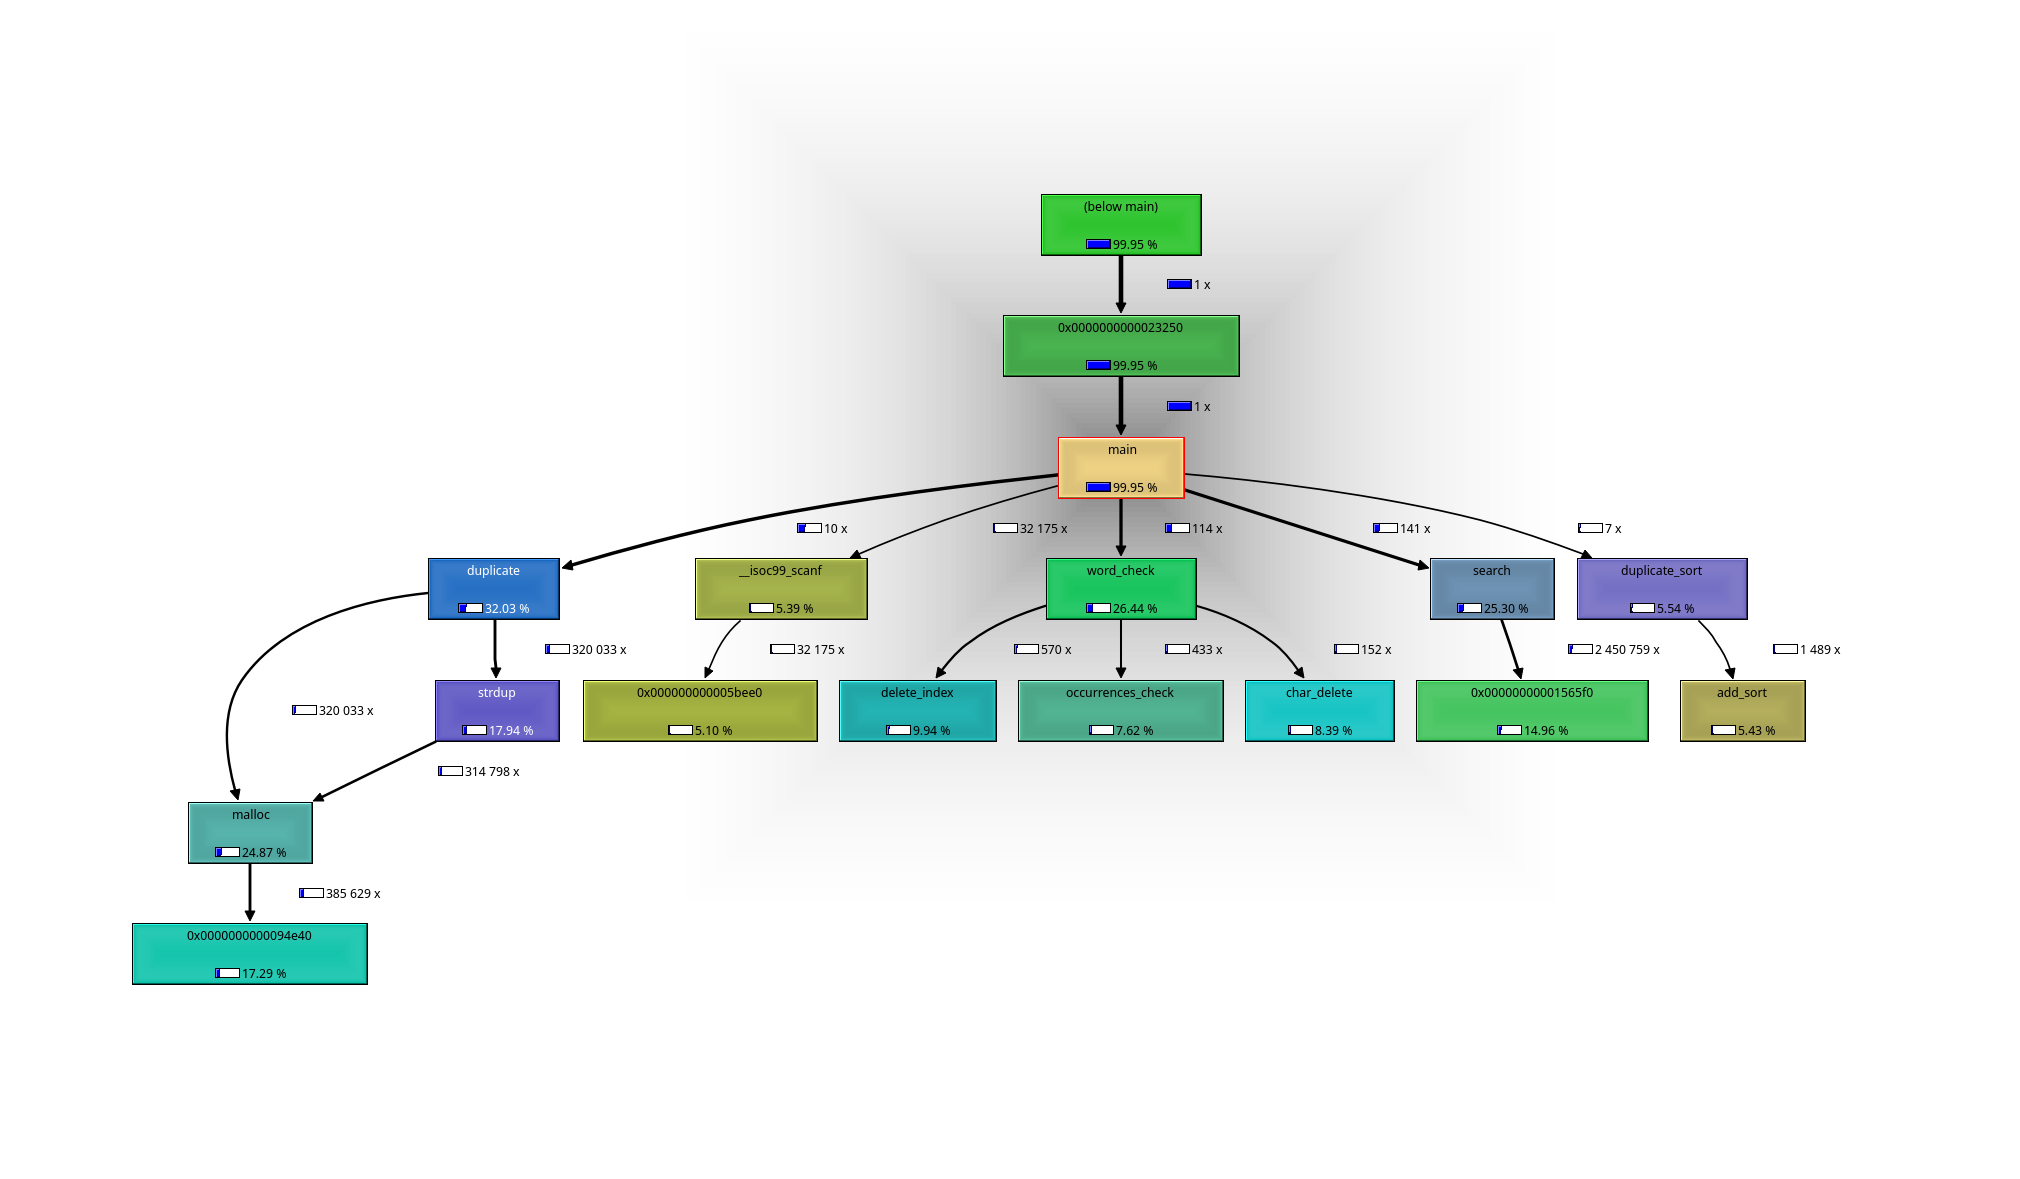 (below main)
99.95 %
1 x
0x0000000000023250
99.95 %
1 x
main
99.95 %
10 x
32 175 x
114 x
141 x
7 x
duplicate
32.03 %
__isoc99_scanf
5.39 %
word_check
26.44 %
search
25.30 %
duplicate_sort
5.54 %
320 033 x
32 175 x
570 x
433 x
152 x
2 450 759 x
1 489 x
320 033 x
strdup
17.94 %
0x000000000005bee0
5.10 %
delete_index
9.94 %
occurrences_check
7.62 %
char_delete
8.39 %
0x00000000001565f0
14.96 %
add_sort
5.43 %
314 798 x
malloc
24.87 %
385 629 x
0x0000000000094e40
17.29 %